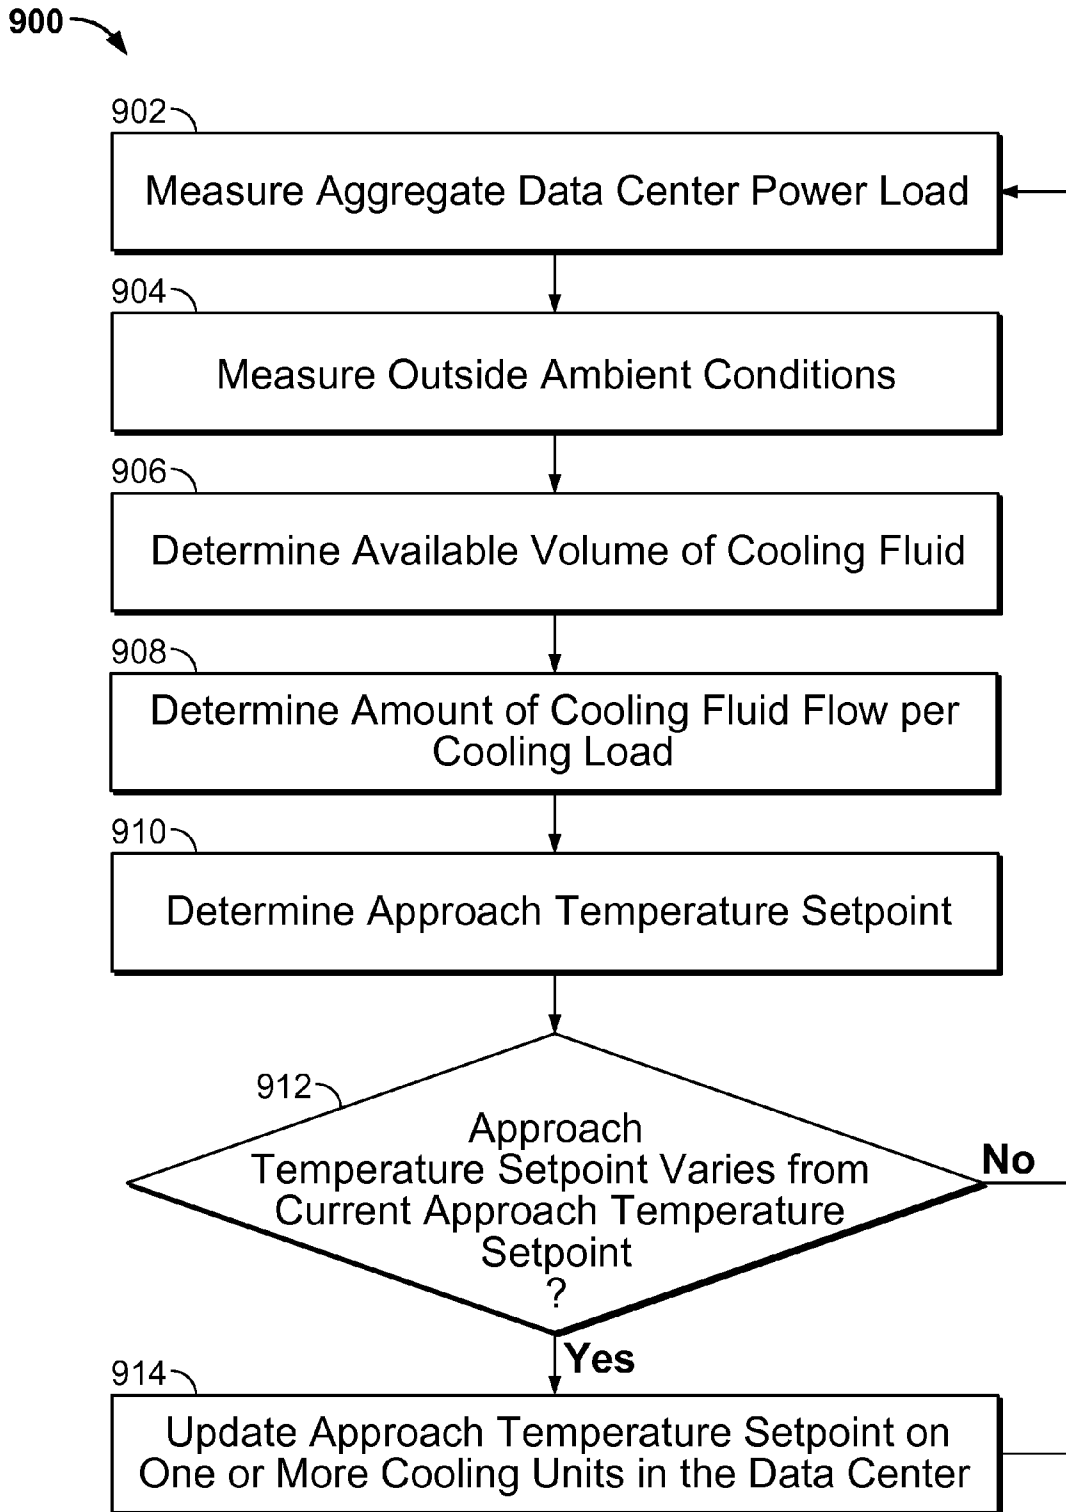 900
902
Measure Aggregate Data Center Power Load
904
Measure Outside Ambient Conditions
906
Determine Available Volume of Cooling Fluid
908
Determine Amount of Cooling Fluid Flow per
Cooling Load
910
Determine Approach Temperature Setpoint
912
Approach
Temperature Setpoint Varies from
Current Approach Temperature
Setpoint
?
No
Yes
914
Update Approach Temperature Setpoint on
One or More Cooling Units in the Data Center